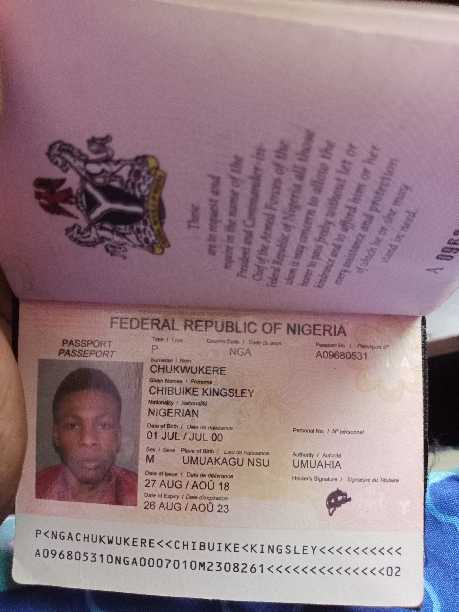 These
are to request and
require in the name of the
President and Commander-in-
Chief of the Armed Forces of the
Federal Republic of Nigeria all those
whom it may concern to allow the
bearer to pass freely without let or
hindrance and to afford him or her
every assistance and protection
of which he or she may
stand in need.
FEDERAL REPUBLIC OF NIGERIA
PASSPORT
PASSEPORT
Type / Type
P
Country Code / Code du pays
NGA
Passport No. / Passeport N°
A09680531
Surname / Nom
CHUKWUKERE
Given Names / Prénoms
CHIBUIKE KINGSLEY
Nationality / Nationalité
NIGERIAN
Date of Birth / Date de naissance
01 JUL / JUL 00
Personal No. / N° personnel
Sex / Sexe
M
Place of Birth / Lieu de naissance
UMUAKAGU NSU
Authority / Autorité
UMUAHIA
Date of Issue / Date de délivrance
27 AUG / AOÛ 18
Holder's Signature / Signature du titulaire
Date of Expiry / Date d'expiration
26 AUG / AOÛ 23
P<NGACHUKWUKERE<<CHIBUIKE<KINGSLEY<<<<<<<<<<
A096805310NGA0007010M2308261<<<<<<<<<<<<<<02